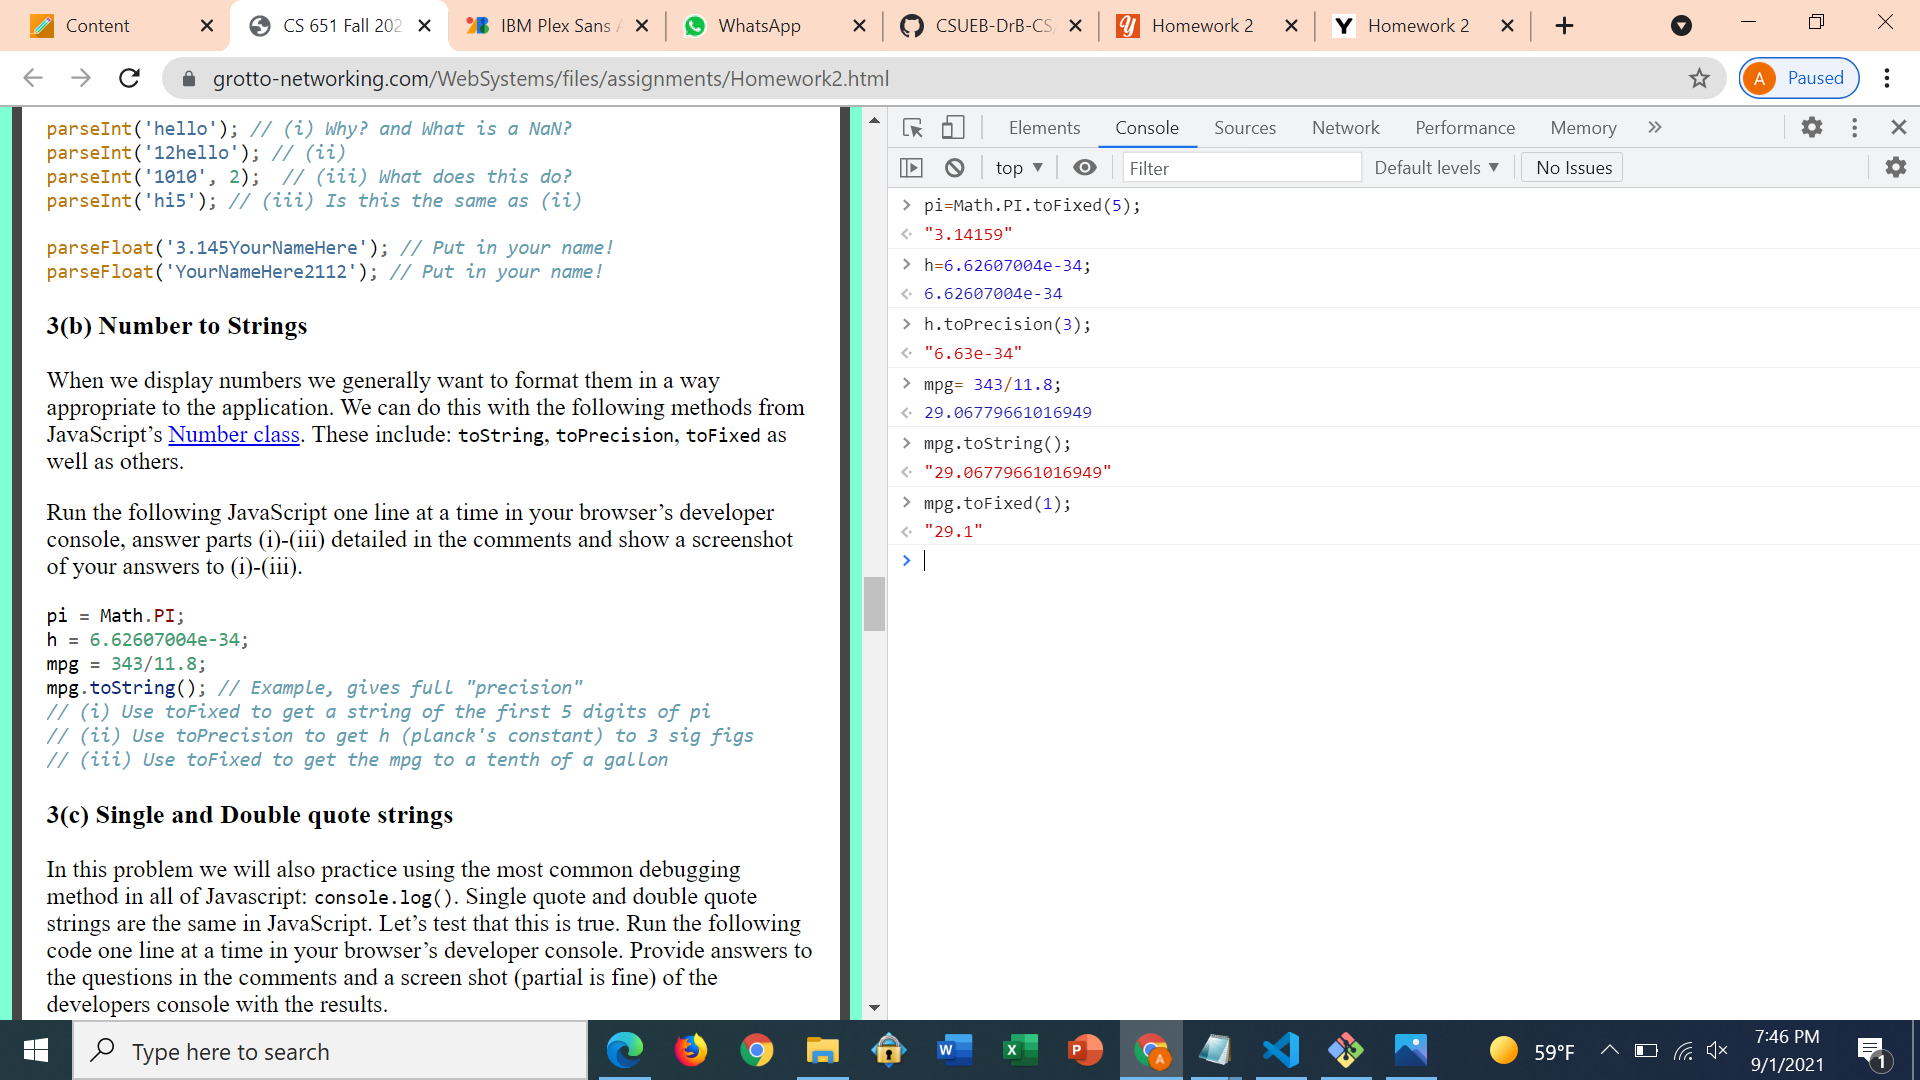 Content
CS 651 Fall 202
IBM Plex Sans
WhatsApp
CSUEB-DrB-CS
Homework 2
Homework 2
grotto-networking.com/WebSystems/files/assignments/Homework2.html
A Paused
parseInt('hello'); // (i) Why? and What is a NaN?
parseInt('12hello'); // (ii)
parseInt('1010', 2);  // (iii) What does this do?
parseInt('hi5'); // (iii) Is this the same as (ii)
parseFloat('3.145YourNameHere'); // Put in your name!
parseFloat('YourNameHere2112'); // Put in your name!
3(b) Number to Strings
When we display numbers we generally want to format them in a way
appropriate to the application. We can do this with the following methods from
JavaScript’s Number class. These include: toString, toPrecision, toFixed as
well as others.
Run the following JavaScript one line at a time in your browser’s developer
console, answer parts (i)-(iii) detailed in the comments and show a screenshot
of your answers to (i)-(iii).
pi = Math.PI;
h = 6.62607004e-34;
mpg = 343/11.8;
mpg.toString(); // Example, gives full "precision"
// (i) Use toFixed to get a string of the first 5 digits of pi
// (ii) Use toPrecision to get h (planck's constant) to 3 sig figs
// (iii) Use toFixed to get the mpg to a tenth of a gallon
3(c) Single and Double quote strings
In this problem we will also practice using the most common debugging
method in all of Javascript: console.log(). Single quote and double quote
strings are the same in JavaScript. Let’s test that this is true. Run the following
code one line at a time in your browser’s developer console. Provide answers to
the questions in the comments and a screen shot (partial is fine) of the
developers console with the results.
Elements Console Sources Network Performance Memory
top Filter Default levels No Issues
pi=Math.PI.toFixed(5);
"3.14159"
h=6.62607004e-34;
6.62607004e-34
h.toPrecision(3);
"6.63e-34"
mpg= 343/11.8;
29.06779661016949
mpg.toString();
"29.06779661016949"
mpg.toFixed(1);
"29.1"
Type here to search
59°F
7:46 PM
9/1/2021
1